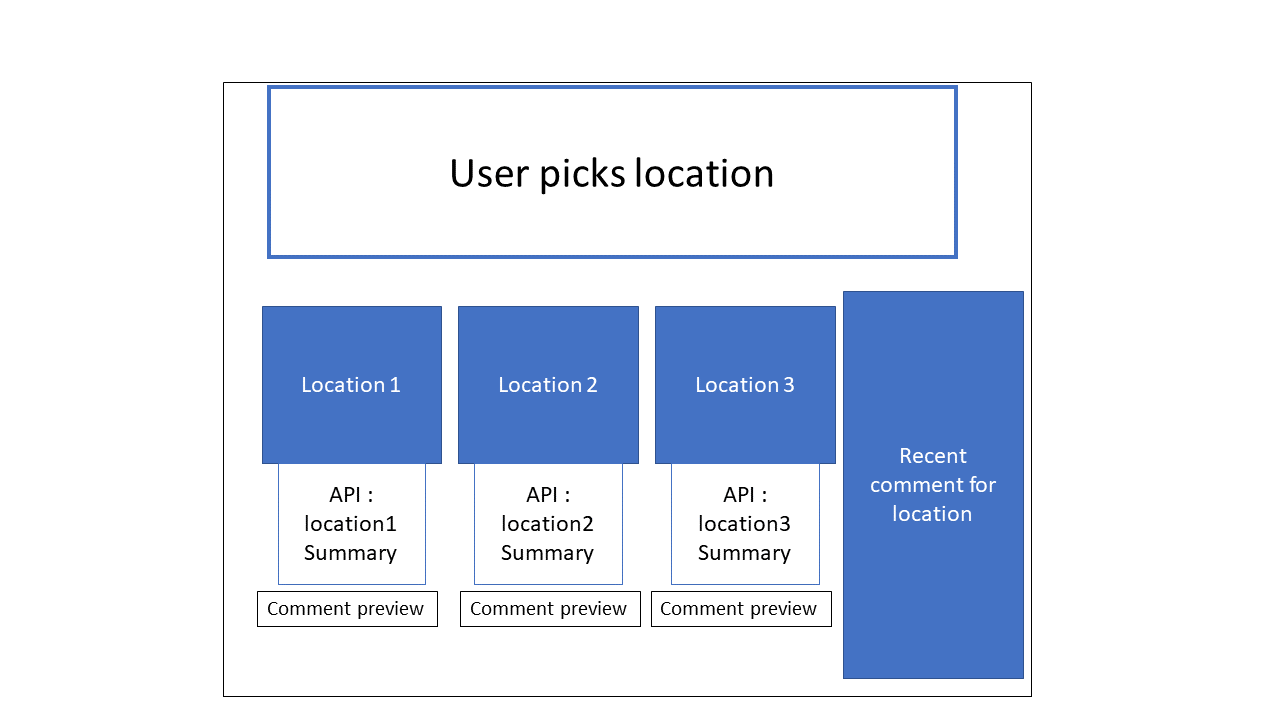 User picks location
Location 1
Location 2
Location 3
API :
location1
Summary
API :
location2
Summary
API :
location3
Summary
Comment preview
Comment preview
Comment preview
Recent
comment for
location